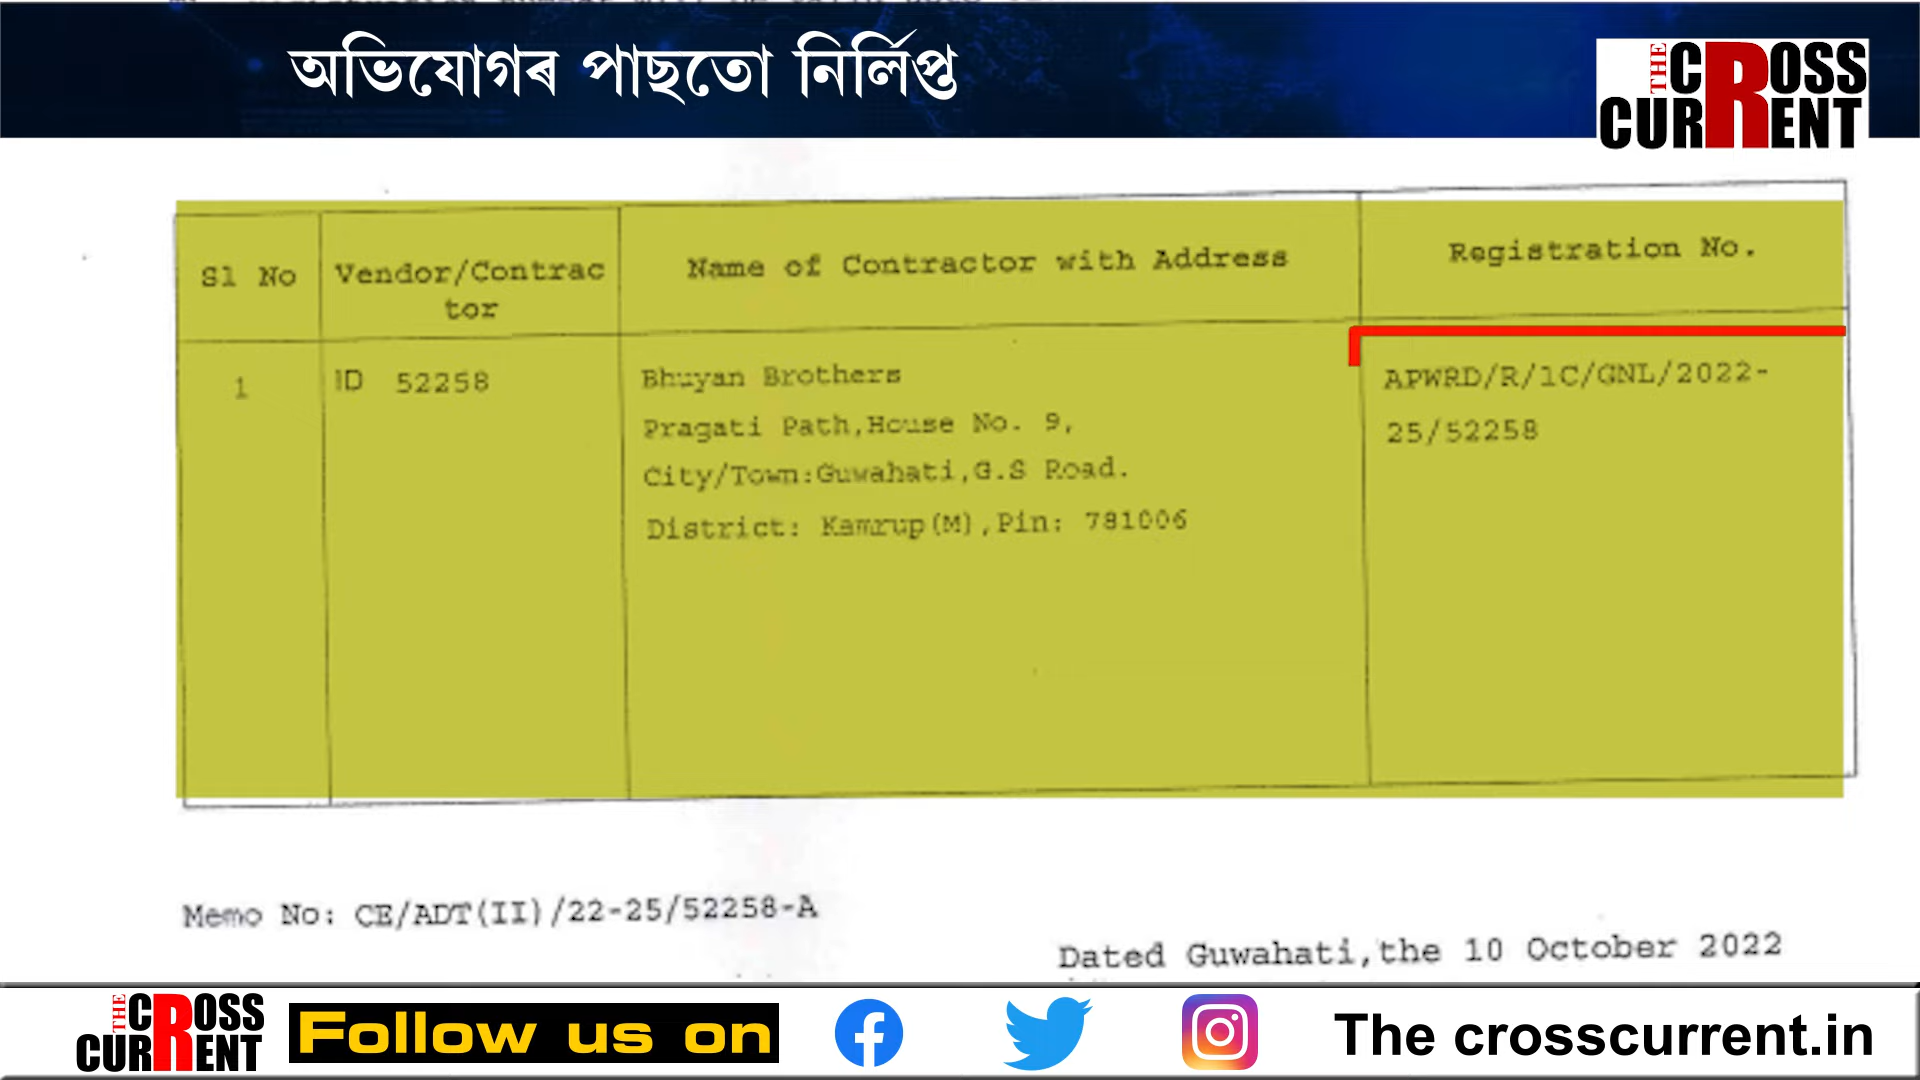 অভিযোগৰ পাছতো নিৰ্লিপ্ত
THE CROSS CURRENT
Sl No
Vendor/Contrac
tor
Name of Contractor with Address
Registration No.
1
ID 52258
Bhuyan Brothers
Pragati Path,House No. 9,
City/Town:Guwahati,G.S Road.
District: Kamrup(M),Pin: 781006
APWRD/R/1C/GNL/2022-
25/52258
Memo No: CE/ADT(II)/22-25/52258-A
Dated Guwahati,the 10 October 2022
THE CROSS CURRENT
Follow us on
The crosscurrent.in